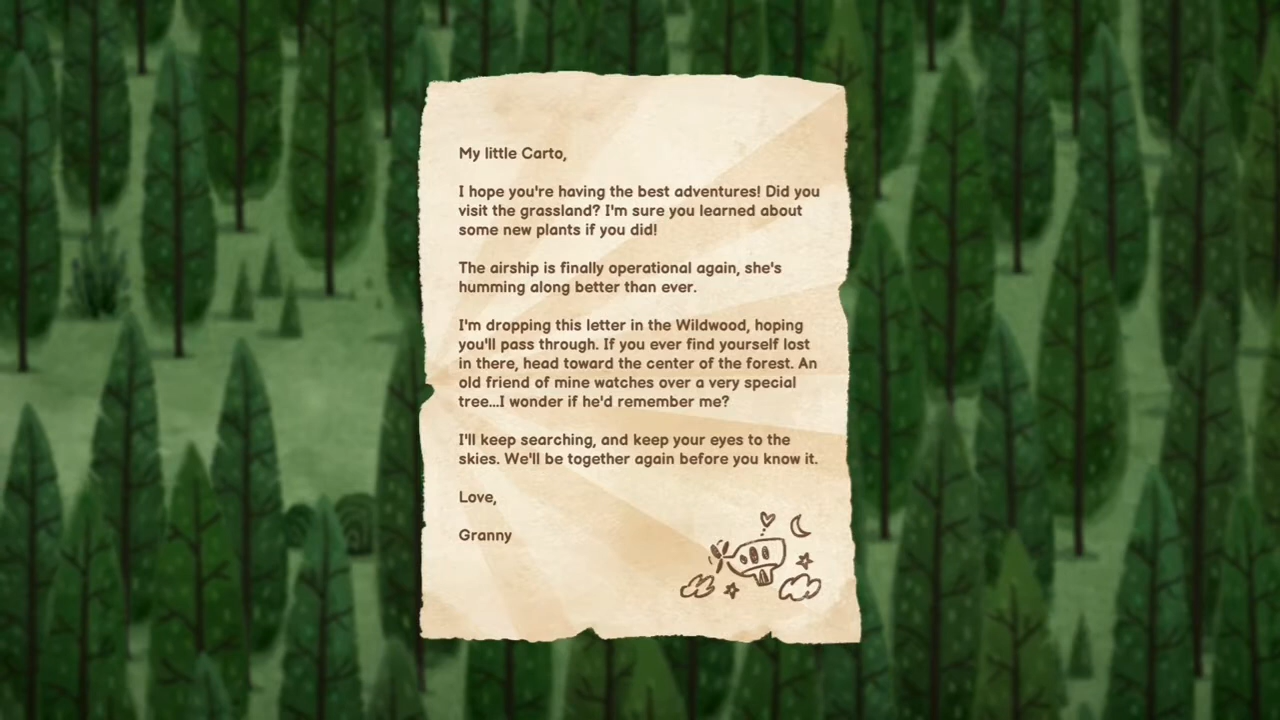 My little Carto,
I hope you're having the best adventures! Did you
visit the grassland? I'm sure you learned about
some new plants if you did!
The airship is finally operational again, she's
humming along better than ever.
I'm dropping this letter in the Wildwood, hoping
you'll pass through. If you ever find yourself lost
in there, head toward the center of the forest. An
old friend of mine watches over a very special
tree...I wonder if he'd remember me?
I'll keep searching, and keep your eyes to the
skies. We'll be together again before you know it.
Love,
Granny